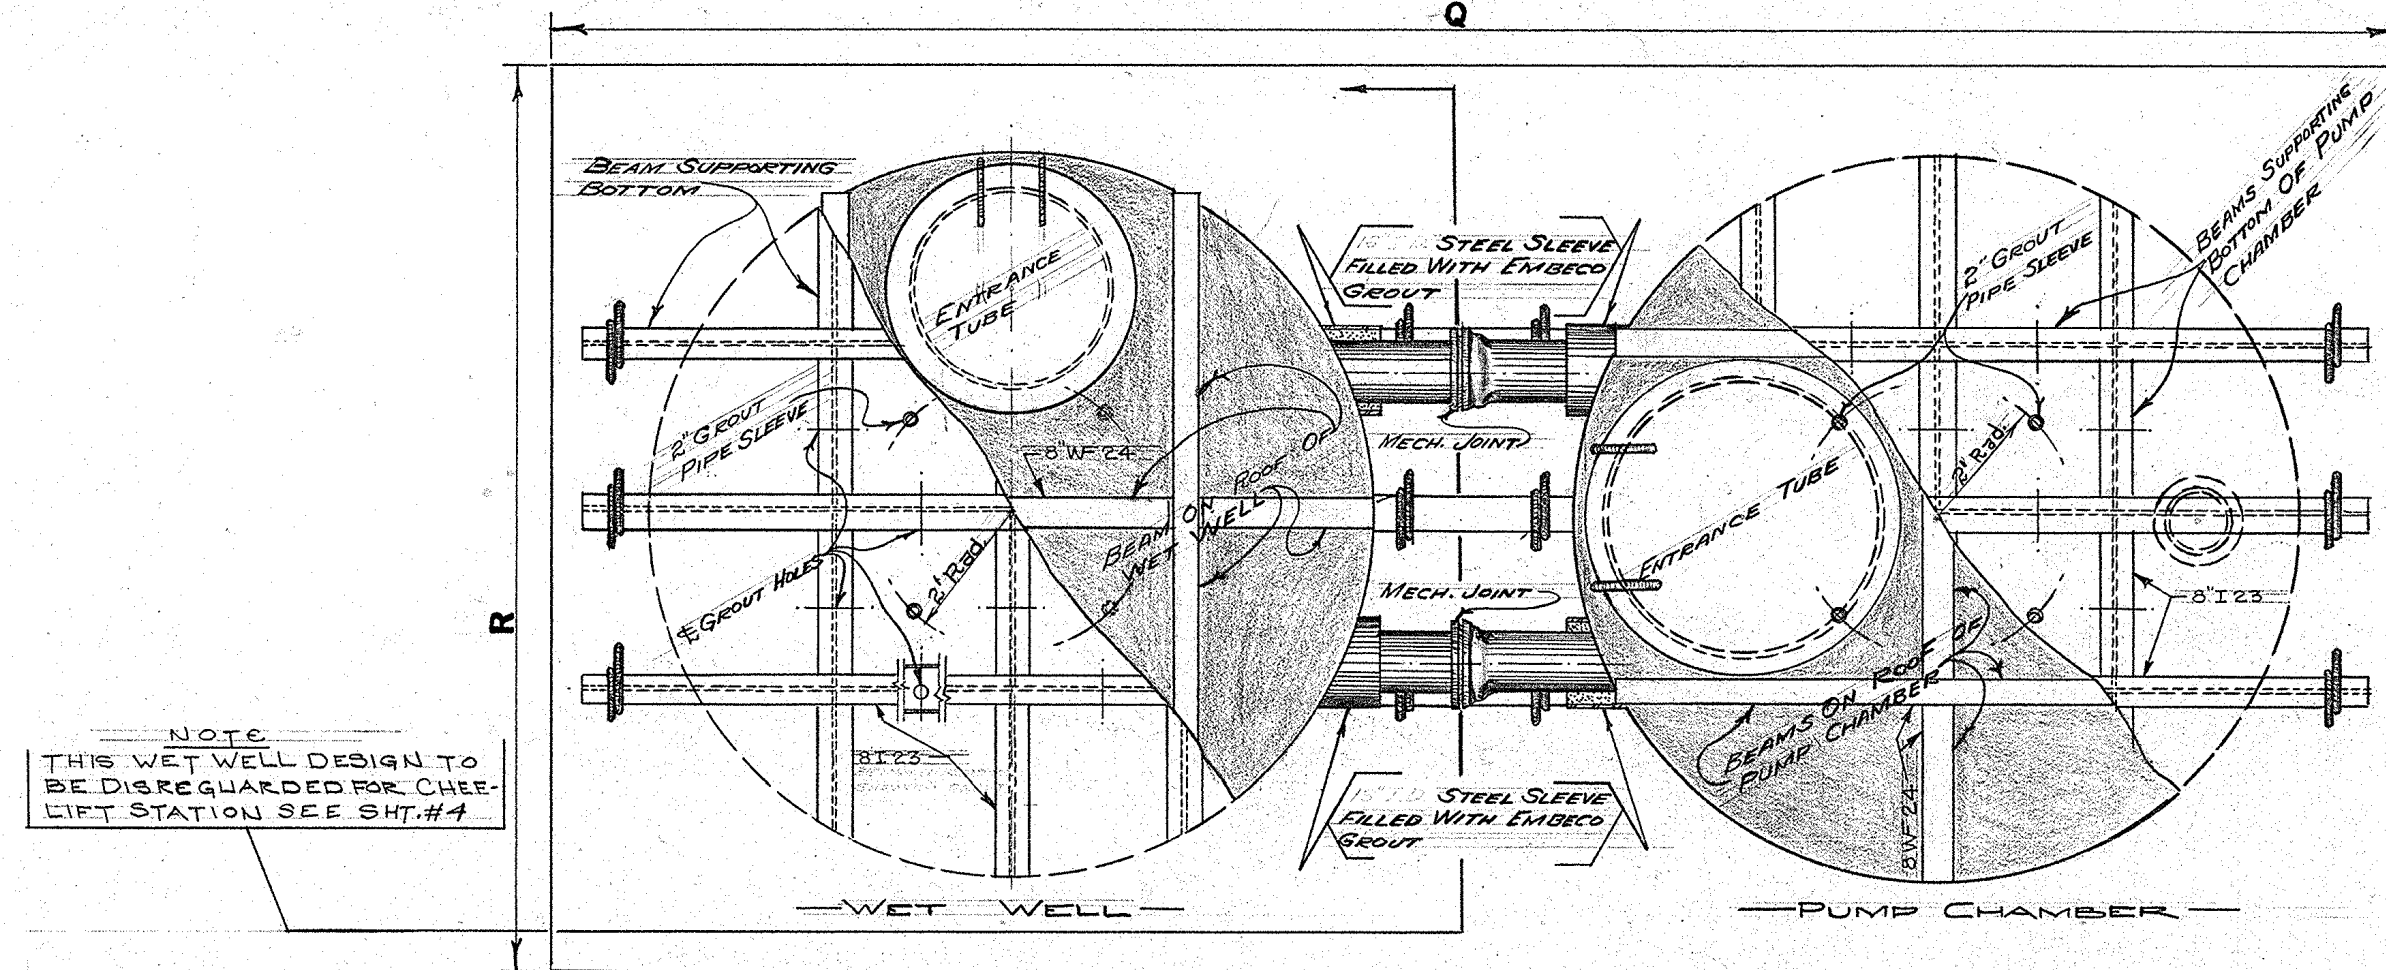 Q
BEAM SUPPORTING
BOTTOM
ENTRANCE
TUBE
STEEL SLEEVE
FILLED WITH EMBECO
GROUT
2" GROUT
PIPE SLEEVE
BEAMS SUPPORTING
BOTTOM OF PUMP
CHAMBER
2" GROUT
PIPE SLEEVE
8"WF 24
MECH. JOINT
BEAM ON ROOF OF
WET WELL
ENTRANCE TUBE
2' Rad.
R
℄ GROUT HOLES
2' Rad.
MECH. JOINT
8" I 23
BEAMS ON ROOF OF
PUMP CHAMBER
8 I 23
8WF 24
NOTE
THIS WET WELL DESIGN TO
BE DISREGUARDED FOR CHEE-
LIFT STATION SEE SHT.#4
STEEL SLEEVE
FILLED WITH EMBECO
GROUT
WET WELL
PUMP CHAMBER